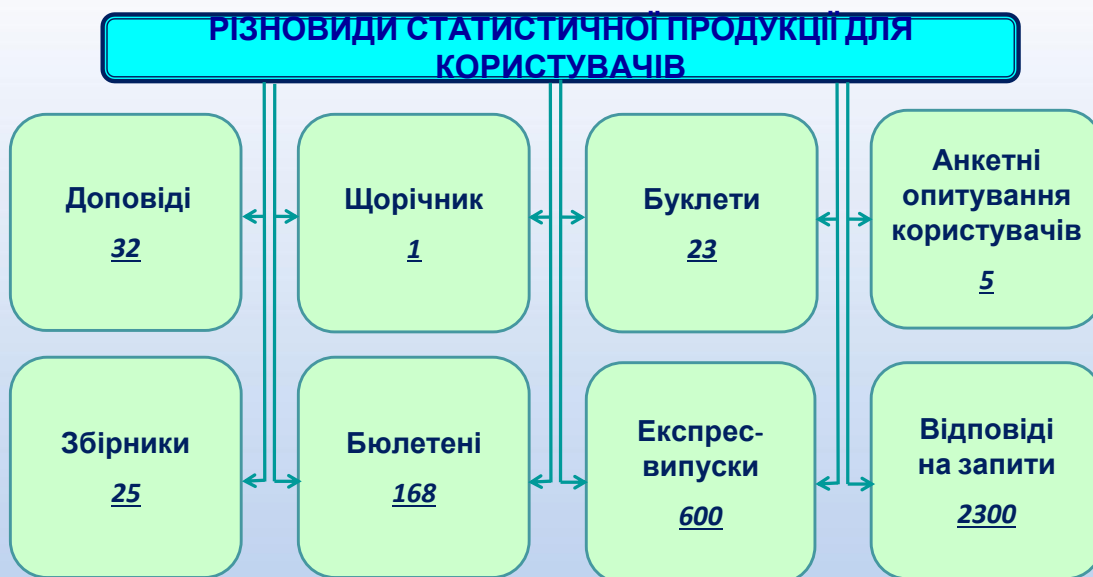 РІЗНОВИДИ СТАТИСТИЧНОЇ ПРОДУКЦІЇ ДЛЯ
КОРИСТУВАЧІВ
Доповіді
32
Щорічник
1
Буклети
23
Анкетні
опитування
користувачів
5
Збірники
25
Бюлетені
168
Експрес-
випуски
600
Відповіді
на запити
2300